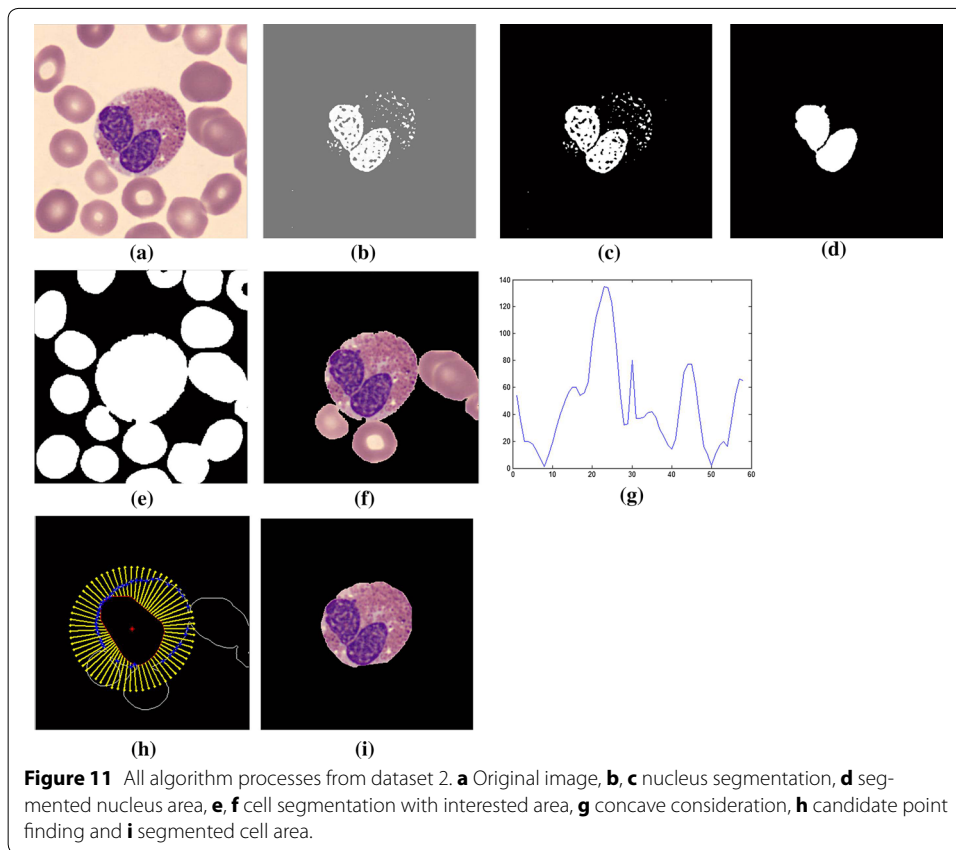 (a)
(b)
(c)
(d)
140
120
100
80
60
40
20
0
0 10 20 30 40 50 60
(e)
(f)
(g)
(h)
(i)
Figure 11 All algorithm processes from dataset 2. a Original image, b, c nucleus segmentation, d seg-
mented nucleus area, e, f cell segmentation with interested area, g concave consideration, h candidate point
finding and i segmented cell area.